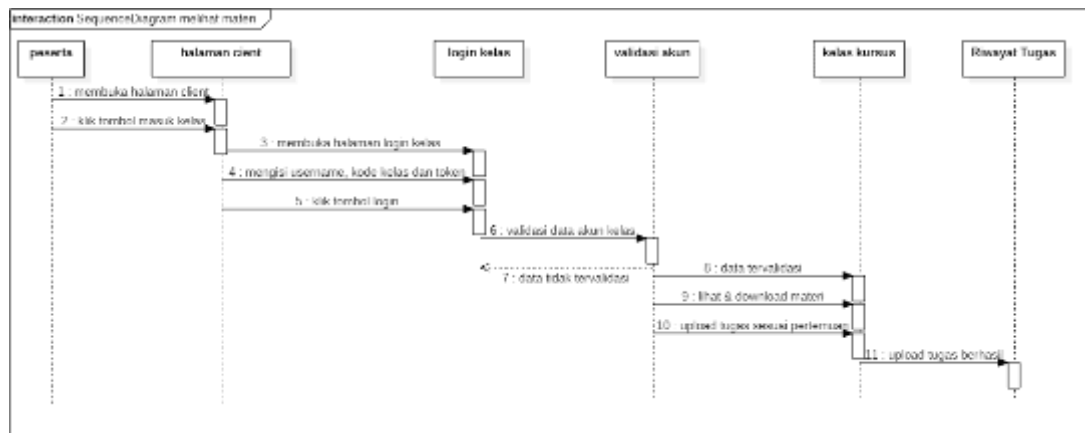 interaction SequenceDiagram melihat materi
peserta
halaman cient
login kelas
validasi akun
kelas kursus
Riwayat Tugas
1 : membuka halaman client
2 : klik tombol masuk kelas
3 : membuka halaman login kelas
4 : mengisi username, kode kelas dan token
5 : klik tombol login
6 : validasi data akun kelas
7 : data tidak tervalidasi
8 : data tervalidasi
9 : lihat & download materi
10 : upload tugas sesuai pertemuan
11 : upload tugas berhasil